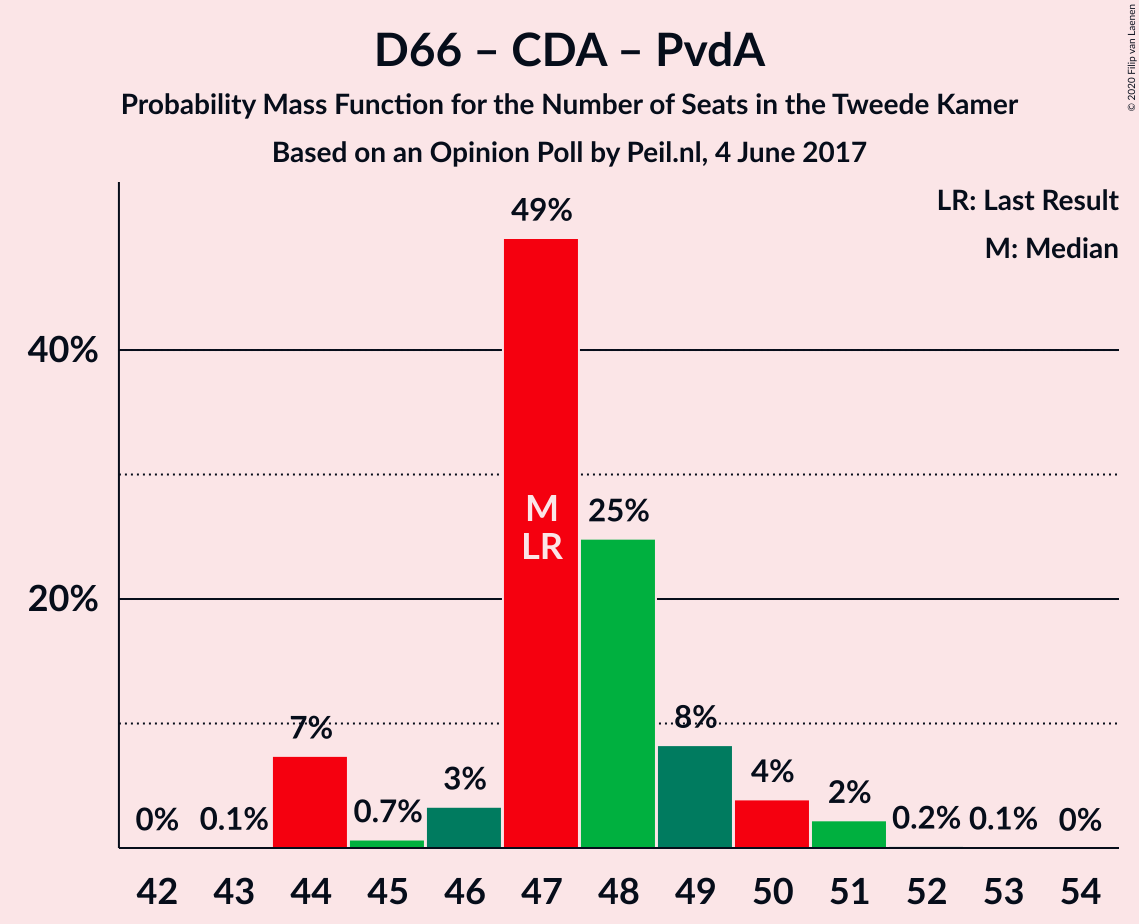 D66 – CDA – PvdA
Probability Mass Function for the Number of Seats in the Tweede Kamer
Based on an Opinion Poll by Peil.nl, 4 June 2017
© 2020 Filip van Laenen
LR: Last Result
M: Median
40%
20%
0%
0.1%
7%
0.7%
3%
49%
M
LR
25%
8%
4%
2%
0.2%
0.1%
0%
42 43 44 45 46 47 48 49 50 51 52 53 54